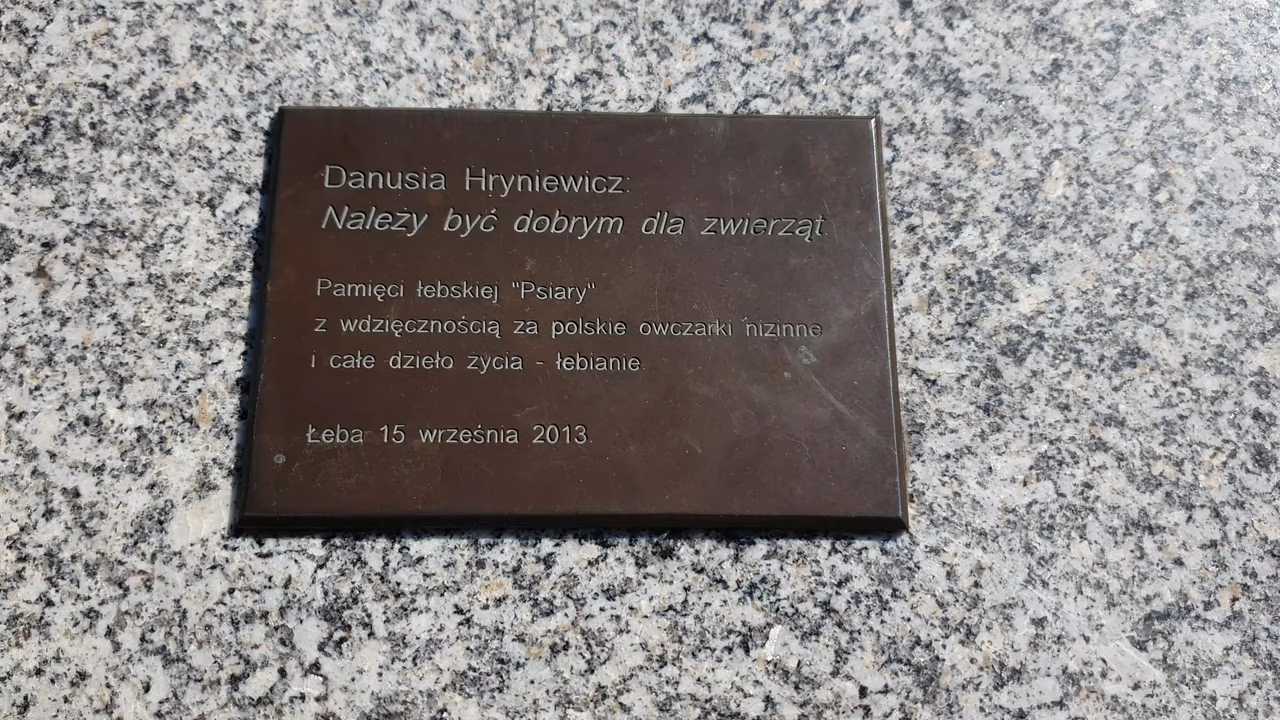 Danusia Hryniewicz:
Należy być dobrym dla zwierząt.
Pamięci łebskiej "Psiary"
z wdzięcznością za polskie owczarki nizinne
i całe dzieło życia - łebianie.
Łeba 15 września 2013.